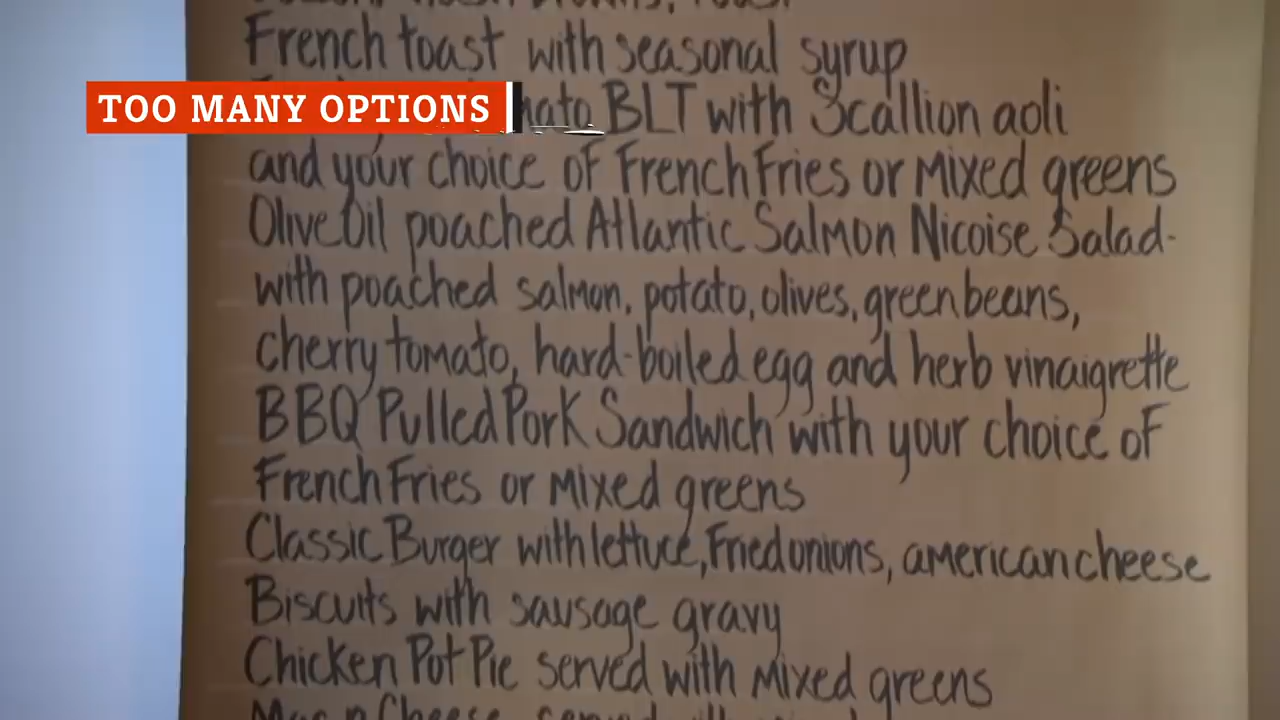 French toast with seasonal syrup
TOO MANY OPTIONS
BLT with Scallion aoli
and your choice of French Fries or Mixed greens
Olive Oil poached Atlantic Salmon Nicoise Salad-
with poached salmon, potato, olives, green beans,
cherry tomato, hard-boiled egg and herb vinaigrette
BBQ Pulled Pork Sandwich with your choice of
French Fries or Mixed greens
Classic Burger with lettuce, Fried onions, american cheese
Biscuits with sausage gravy
Chicken Pot Pie served with Mixed greens